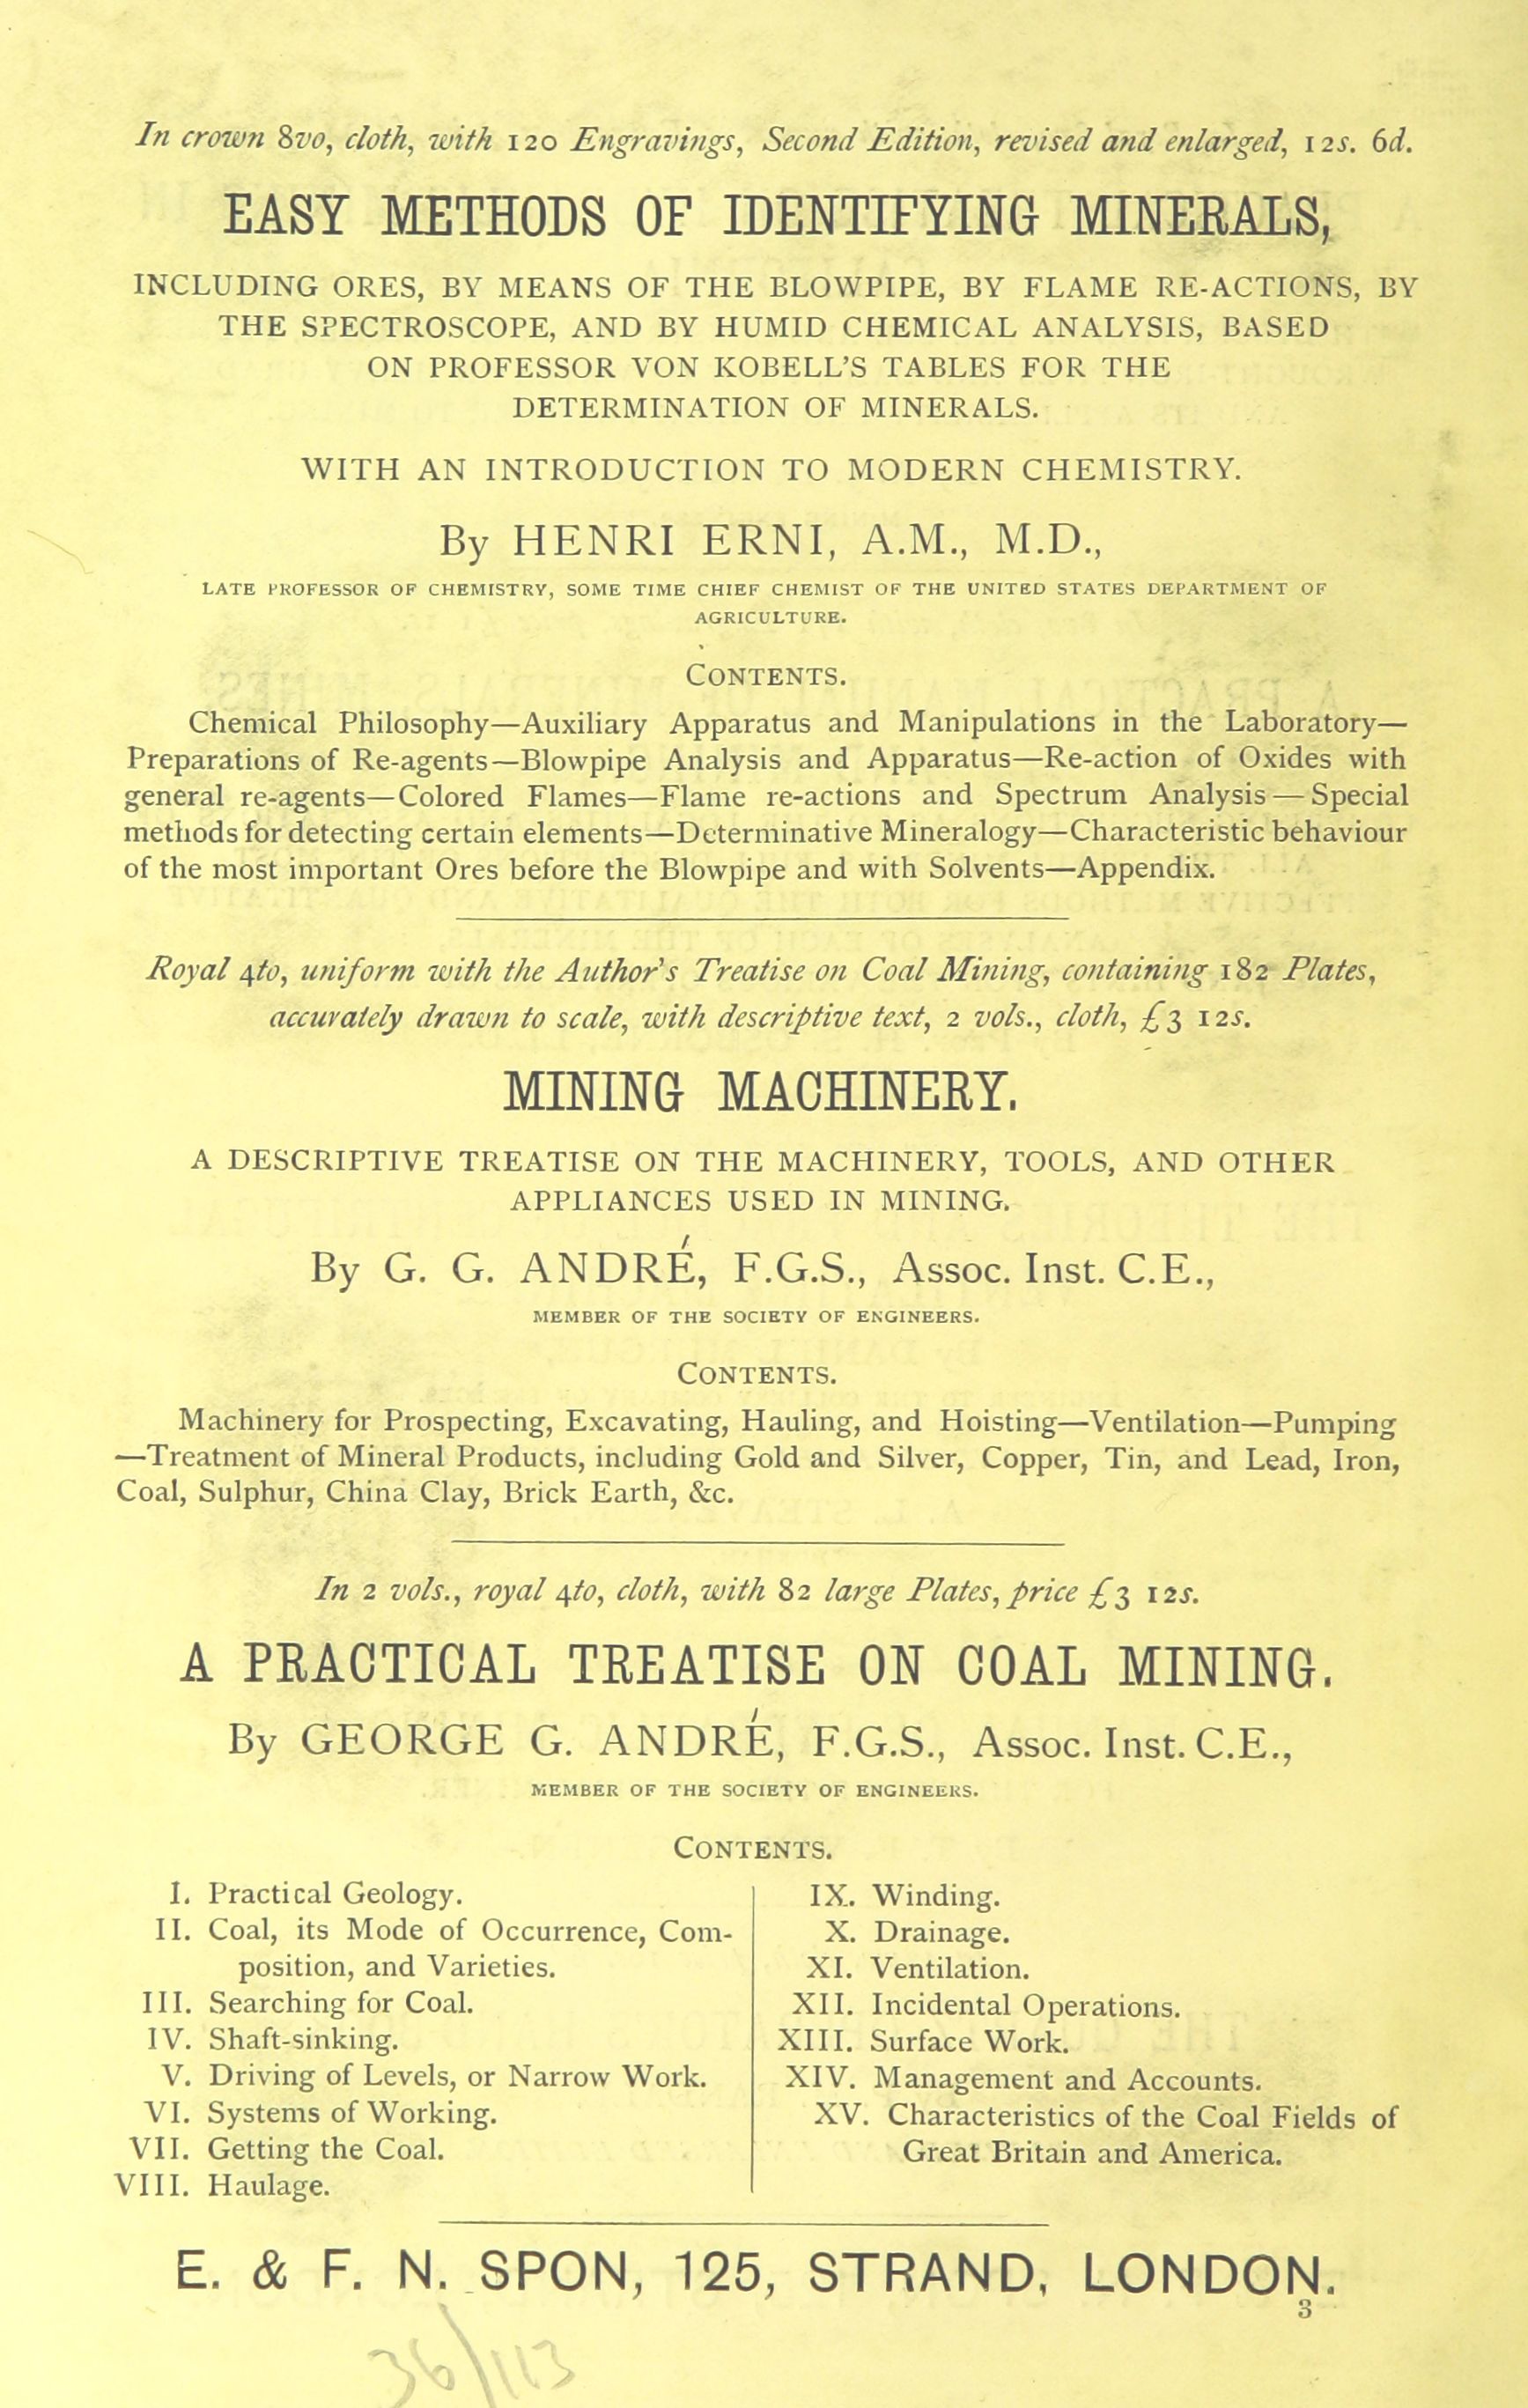 In crown 8vo, cloth, with 120 Engravings, Second Edition, revised and enlarged, 12s. 6d.
EASY METHODS OF IDENTIFYING MINERALS,
INCLUDING ORES, BY MEANS OF THE BLOWPIPE, BY FLAME RE-ACTIONS, BY
THE SPECTROSCOPE, AND BY HUMID CHEMICAL ANALYSIS, BASED
ON PROFESSOR VON KOBELL'S TABLES FOR THE
DETERMINATION OF MINERALS.
WITH AN INTRODUCTION TO MODERN CHEMISTRY.
By HENRI ERNI, A.M., M.D.,
LATE PROFESSOR OF CHEMISTRY, SOME TIME CHIEF CHEMIST OF THE UNITED STATES DEPARTMENT OF
AGRICULTURE.
CONTENTS.
Chemical Philosophy—Auxiliary Apparatus and Manipulations in the Laboratory—
Preparations of Re-agents—Blowpipe Analysis and Apparatus—Re-action of Oxides with
general re-agents—Colored Flames—Flame re-actions and Spectrum Analysis—Special
methods for detecting certain elements—Determinative Mineralogy—Characteristic behaviour
of the most important Ores before the Blowpipe and with Solvents—Appendix.
Royal 4to, uniform with the Author's Treatise on Coal Mining, containing 182 Plates,
accurately drawn to scale, with descriptive text, 2 vols., cloth, £3 12s.
MINING MACHINERY.
A DESCRIPTIVE TREATISE ON THE MACHINERY, TOOLS, AND OTHER
APPLIANCES USED IN MINING.
By G. G. ANDRÉ, F.G.S., Assoc. Inst. C.E.,
MEMBER OF THE SOCIETY OF ENGINEERS.
CONTENTS.
Machinery for Prospecting, Excavating, Hauling, and Hoisting—Ventilation—Pumping
—Treatment of Mineral Products, including Gold and Silver, Copper, Tin, and Lead, Iron,
Coal, Sulphur, China Clay, Brick Earth, &c.
In 2 vols., royal 4to, cloth, with 82 large Plates, price £3 12s.
A PRACTICAL TREATISE ON COAL MINING.
By GEORGE G. ANDRÉ, F.G.S., Assoc. Inst. C.E.,
MEMBER OF THE SOCIETY OF ENGINEERS.
CONTENTS.
I. Practical Geology.
II. Coal, its Mode of Occurrence, Com-
position, and Varieties.
III. Searching for Coal.
IV. Shaft-sinking.
V. Driving of Levels, or Narrow Work.
VI. Systems of Working.
VII. Getting the Coal.
VIII. Haulage.
IX. Winding.
X. Drainage.
XI. Ventilation.
XII. Incidental Operations.
XIII. Surface Work.
XIV. Management and Accounts.
XV. Characteristics of the Coal Fields of
Great Britain and America.
E. & F. N. SPON, 125, STRAND, LONDON.
3
36/113